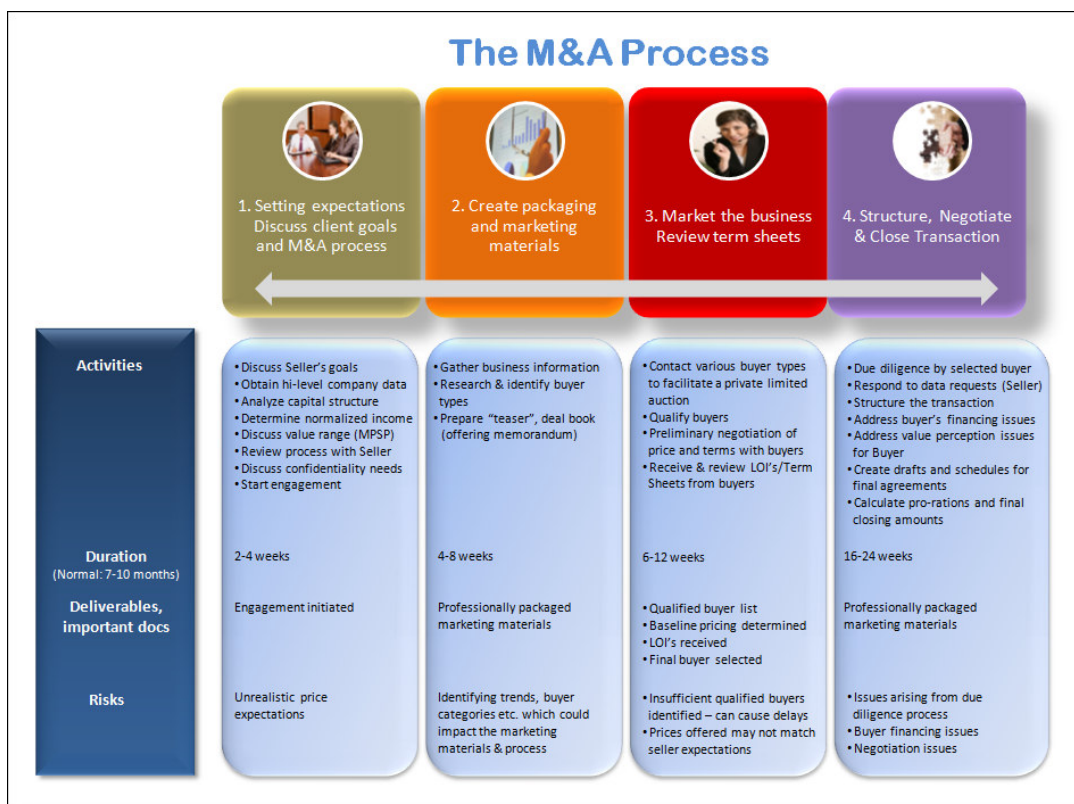 The M&A Process
1. Setting expectations
Discuss client goals
and M&A process
2. Create packaging
and marketing
materials
3. Market the business
Review term sheets
4. Structure, Negotiate
& Close Transaction
Activities
• Discuss Seller's goals
• Obtain hi-level company data
• Analyze capital structure
• Determine normalized income
• Discuss value range (MPSP)
• Review process with Seller
• Discuss confidentiality needs
• Start engagement
• Gather business information
• Research & identify buyer
types
• Prepare "teaser", deal book
(offering memorandum)
• Contact various buyer types
to facilitate a private limited
auction
• Qualify buyers
• Preliminary negotiation of
price and terms with buyers
• Receive & review LOI's/Term
Sheets from buyers
• Due diligence by selected buyer
• Respond to data requests (Seller)
• Structure the transaction
• Address buyer's financing issues
• Address value perception issues
for Buyer
• Create drafts and schedules for
final agreements
• Calculate pro-rations and final
closing amounts
Duration
(Normal: 7-10 months)
2-4 weeks
4-8 weeks
6-12 weeks
16-24 weeks
Deliverables,
important docs
Engagement initiated
Professionally packaged
marketing materials
• Qualified buyer list
• Baseline pricing determined
• LOI's received
• Final buyer selected
Professionally packaged
marketing materials
Risks
Unrealistic price
expectations
Identifying trends, buyer
categories etc. which could
impact the marketing
materials & process
• Insufficient qualified buyers
identified – can cause delays
• Prices offered may not match
seller expectations
• Issues arising from due
diligence process
• Buyer financing issues
• Negotiation issues